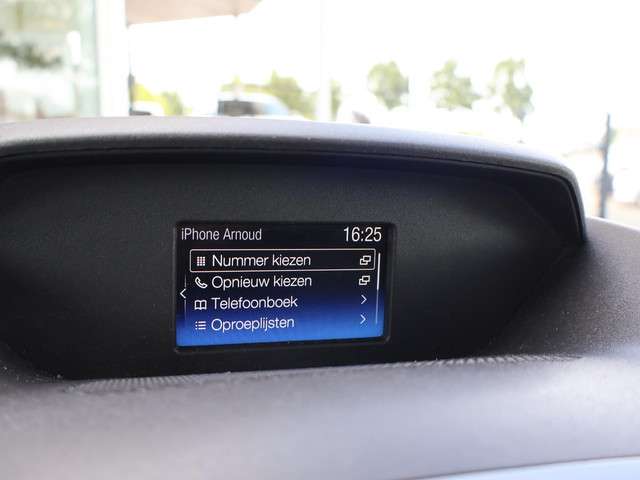 iPhone Arnoud 16:25
Nummer kiezen
Opnieuw kiezen
Telefoonboek
Oproeplijsten